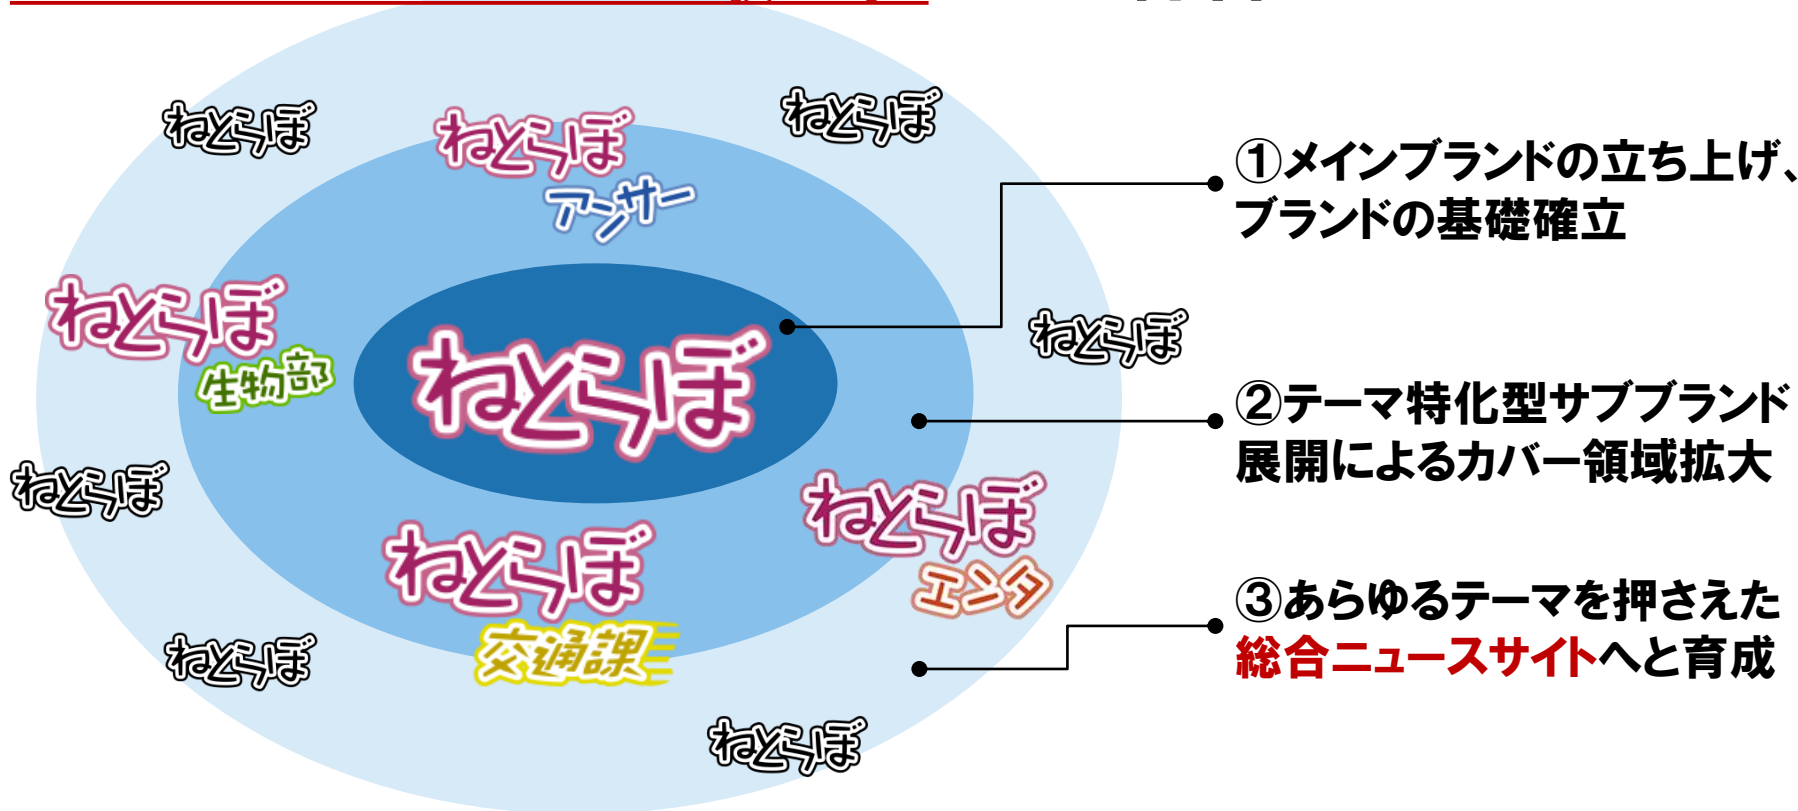 ねとらぼ
ねとらぼ
アンサー
ねとらぼ
①メインブランドの立ち上げ、
ブランドの基礎確立
ねとらぼ
生物部
ねとらぼ
ねとらぼ
②テーマ特化型サブブランド
展開によるカバー領域拡大
ねとらぼ
ねとらぼ
エンタ
ねとらぼ
交通課
③あらゆるテーマを押さえた
総合ニュースサイトへと育成
ねとらぼ
ねとらぼ